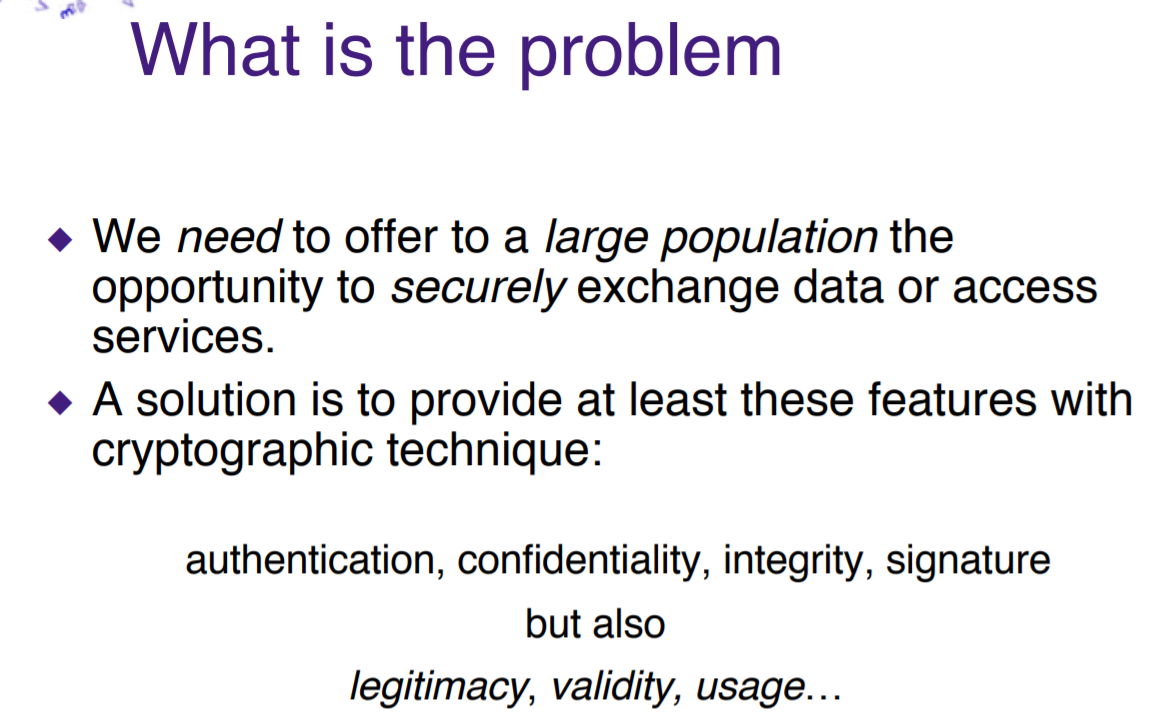 What is the problem
◆ We need to offer to a large population the
opportunity to securely exchange data or access
services.
◆ A solution is to provide at least these features with
cryptographic technique:
authentication, confidentiality, integrity, signature
but also
legitimacy, validity, usage…